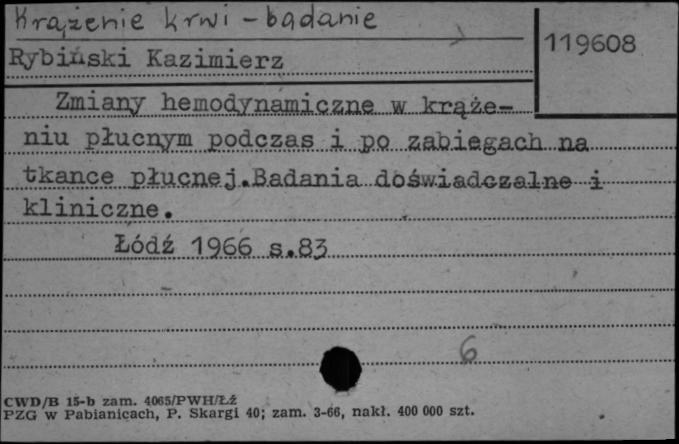 Krążenie krwi - badanie
119608
Rybiński Kazimierz
Zmiany hemodynamiczne w krąże-
niu płucnym podczas i po zabiegach na
tkance płucnej.Badania doświadczalne i
kliniczne.
Łódź 1966 s.83
6
CWD/B 15-b zam. 4065/PWH/Łź
PZG w Pabianicach, P. Skargi 40; zam. 3-66, nakł. 400 000 szt.